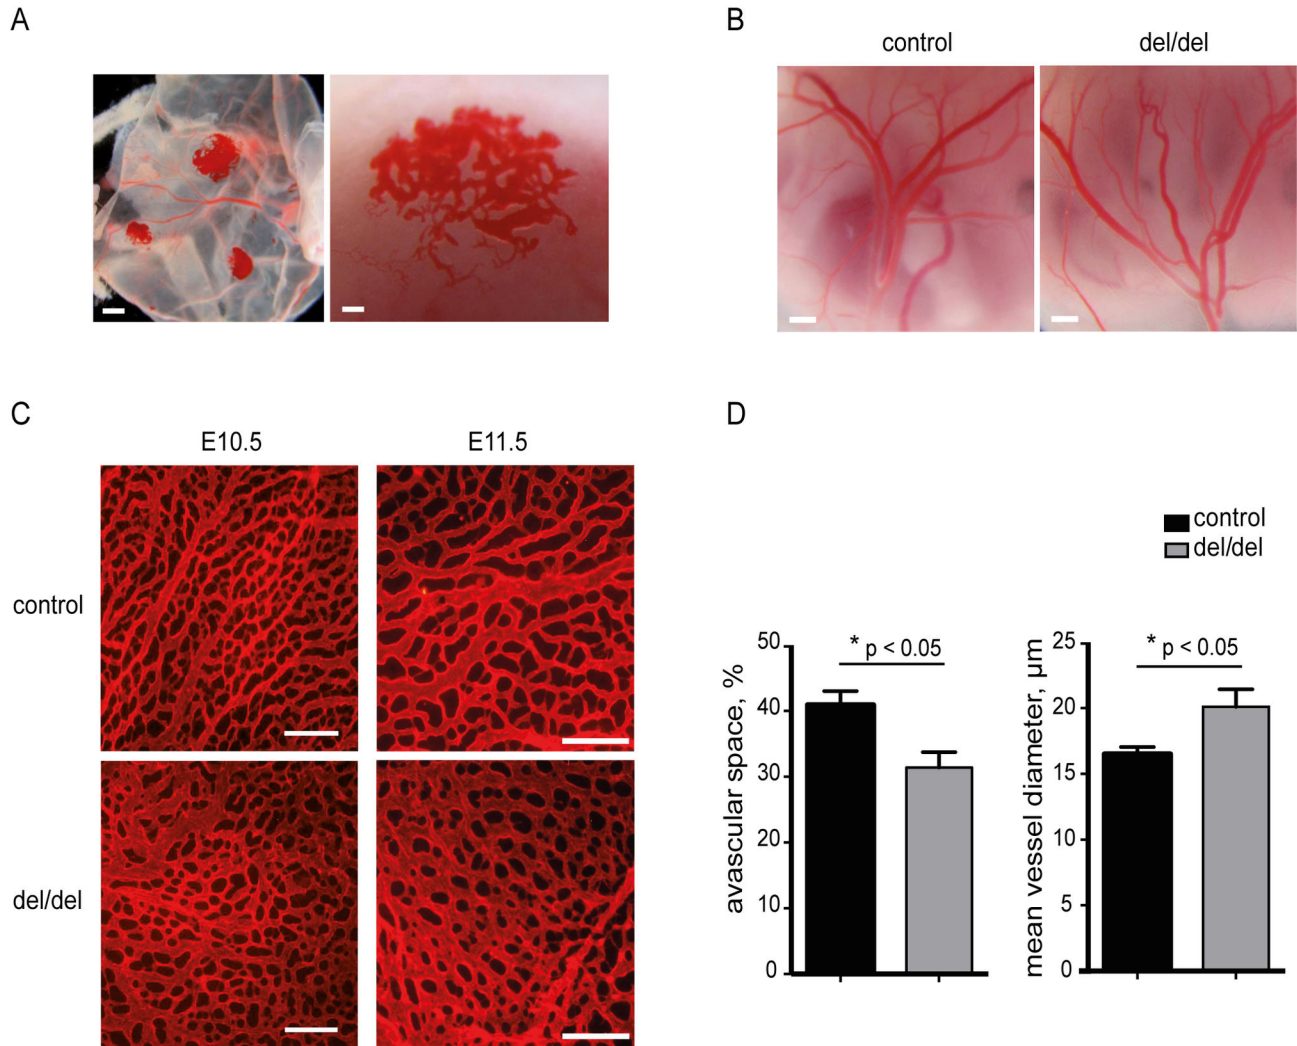 A
B
control
del/del
C
E10.5
E11.5
control
del/del
D
control
del/del
avascular space, %
50
40
30
20
10
0
* p < 0.05
mean vessel diameter, µm
25
20
15
10
5
0
* p < 0.05